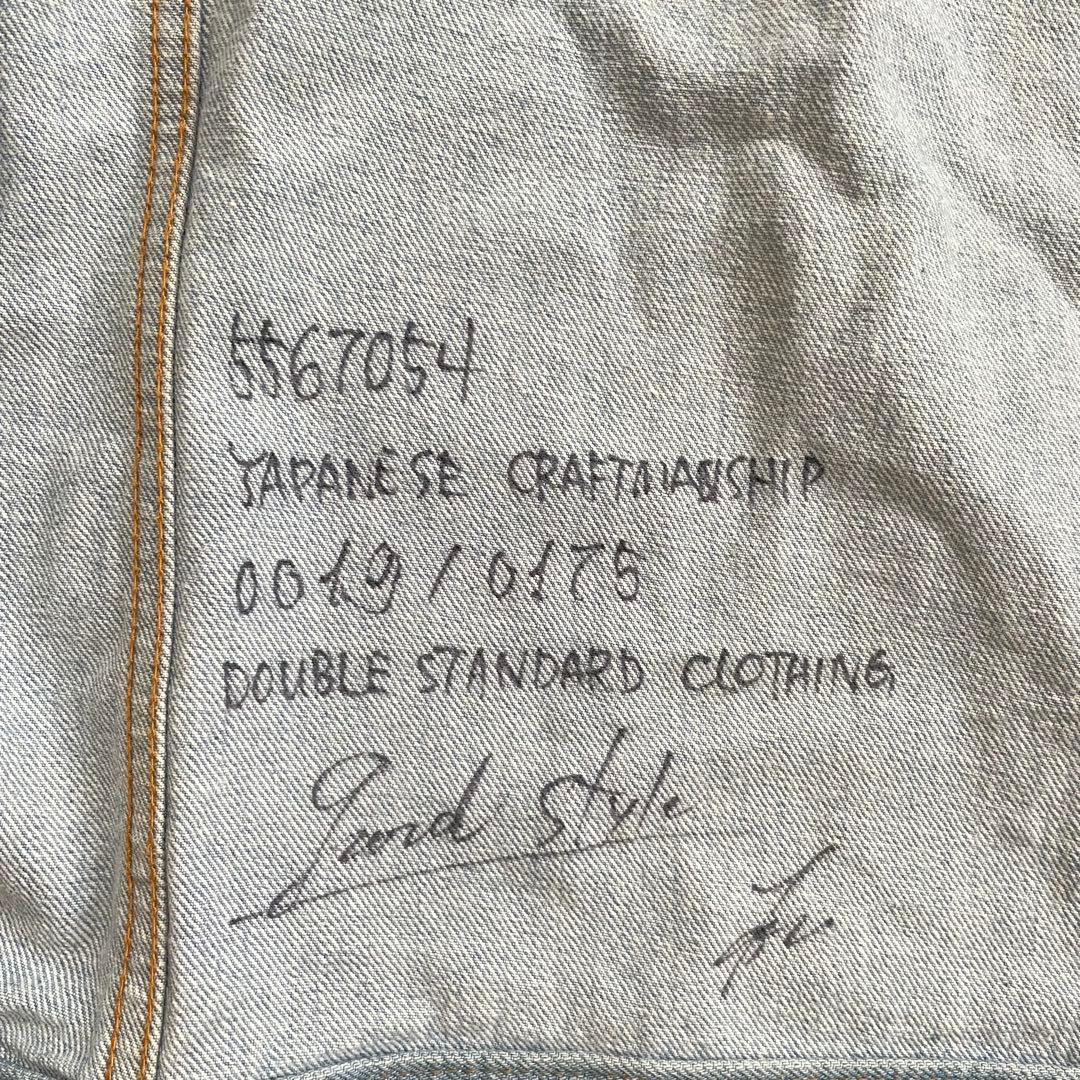 5567054
JAPANESE CRAFTMANSHIP
0019/0175
DOUBLE STANDARD CLOTHING
Good Style